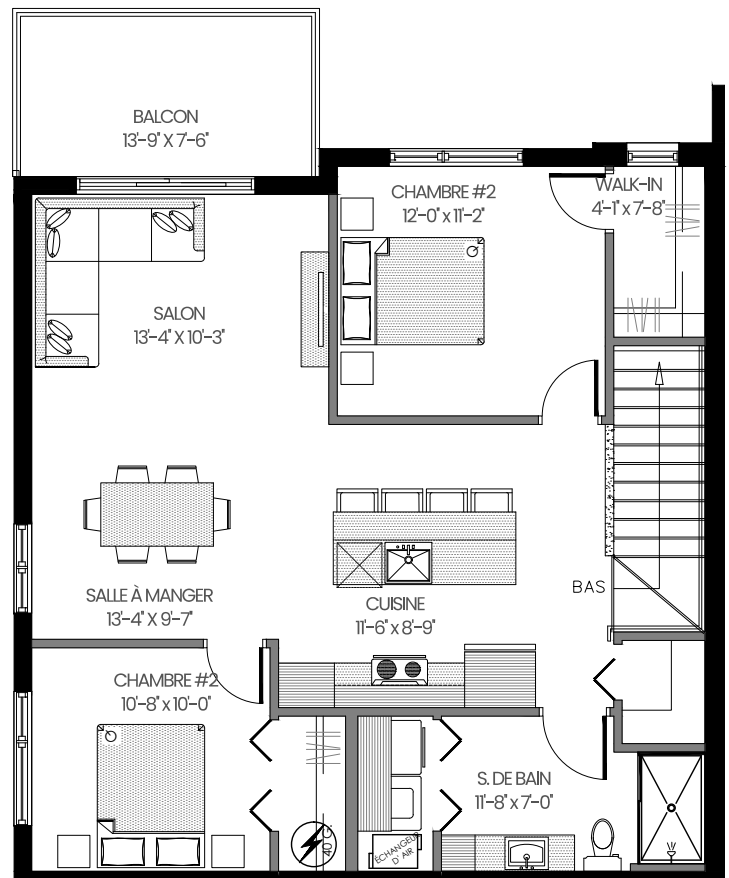 BALCON
13'-9" X 7'-6"
CHAMBRE #2
12'-0" x 11'-2"
WALK-IN
4'-1" x 7'-8"
SALON
13'-4" X 10'-3"
SALLE À MANGER
13'-4" X 9'-7"
CUISINE
11'-6" x 8'-9"
BAS
CHAMBRE #2
10'-8" x 10'-0"
S. DE BAIN
11'-8" x 7'-0"
40 G.
ÉCHANGEUR
D' AIR